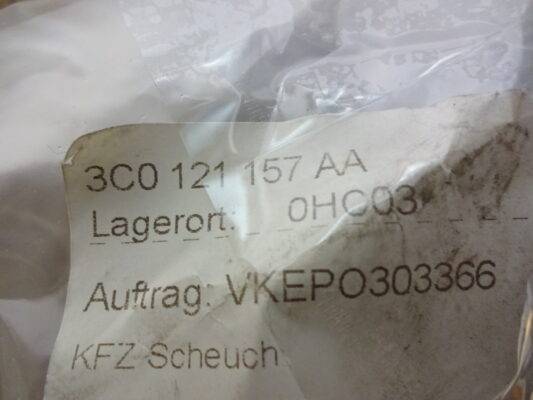 3C0 121 157 AA
Lagerort: 0HC03
Auftrag: VKEPO303366
KFZ Scheuch